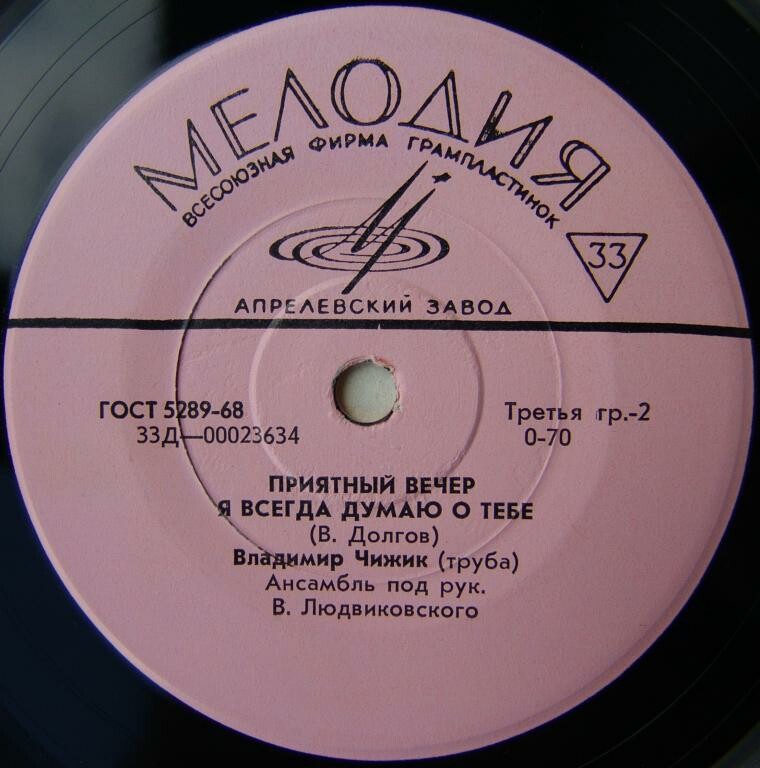 МЕЛОДИЯ
ВСЕСОЮЗНАЯ ФИРМА ГРАМПЛАСТИНОК
33
АПРЕЛЕВСКИЙ ЗАВОД
ГОСТ 5289-68
33Д—00023634
Третья гр.-2
0-70
ПРИЯТНЫЙ ВЕЧЕР
Я ВСЕГДА ДУМАЮ О ТЕБЕ
(В. Долгов)
Владимир Чижик (труба)
Ансамбль под рук.
В. Людвиковского